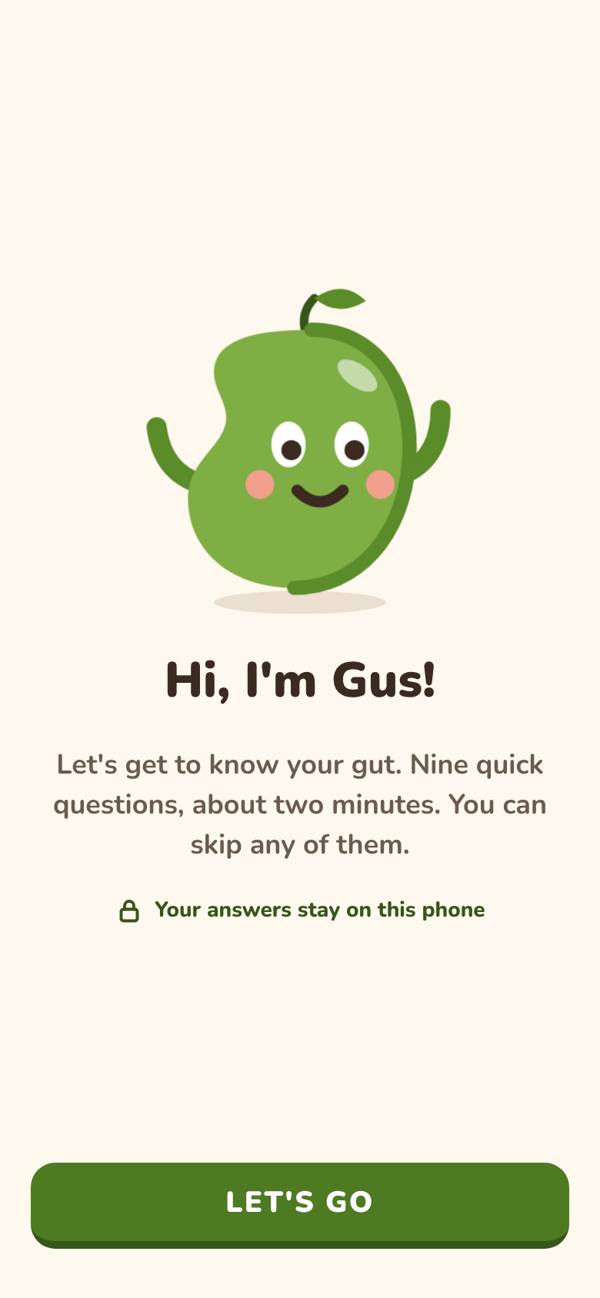 Hi, I'm Gus!
Let's get to know your gut. Nine quick
questions, about two minutes. You can
skip any of them.
Your answers stay on this phone
LET'S GO